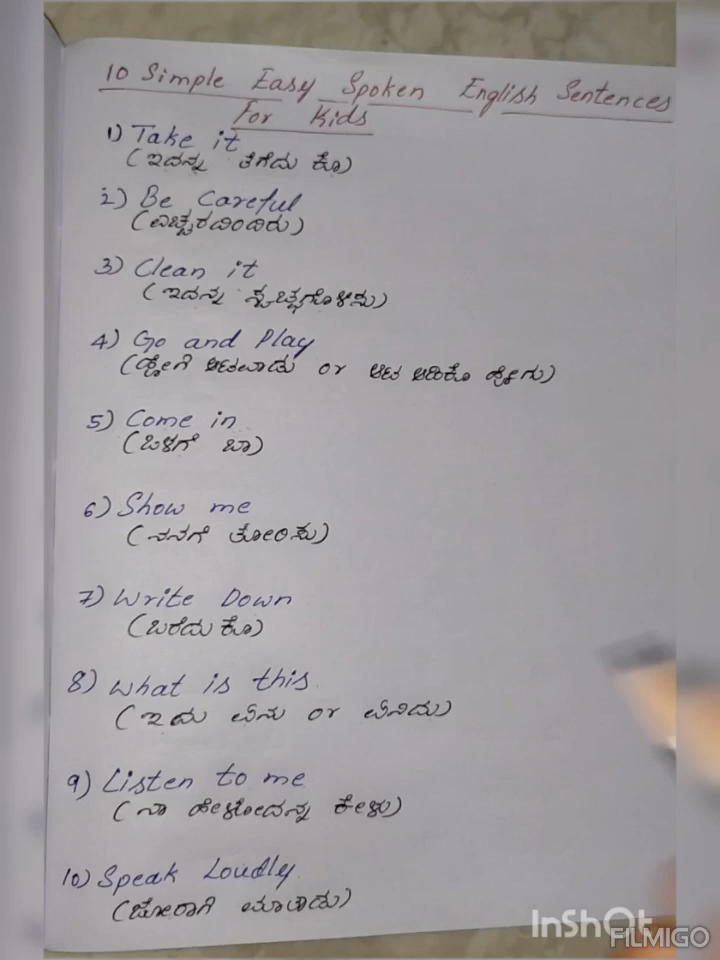 10 Simple Easy Spoken English Sentences
For Kids
1) Take it
(ಇದನ್ನು ತೆಗೆದು ಕೊ)
2) Be Careful
(ಎಚ್ಚರದಿಂದಿರು)
3) Clean it
(ಇದನ್ನು ಸ್ವಚ್ಛಗೊಳಿಸು)
4) Go and Play
(ಹೋಗಿ ಆಟವಾಡು or ಆಟ ಆಡಿಕೊ ಹೋಗು)
5) Come in
(ಒಳಗೆ ಬಾ)
6) Show me
(ನನಗೆ ತೋರಿಸು)
7) Write Down
(ಬರೆದು ಕೊ)
8) What is this.
(ಇದು ಏನು or ಏನಿದು)
9) Listen to me
(ನಾ ಹೇಳೋದನ್ನು ಕೇಳು)
10) Speak Loudly.
(ಜೋರಾಗಿ ಮಾತಾಡು)
InShOt
FILMIGO